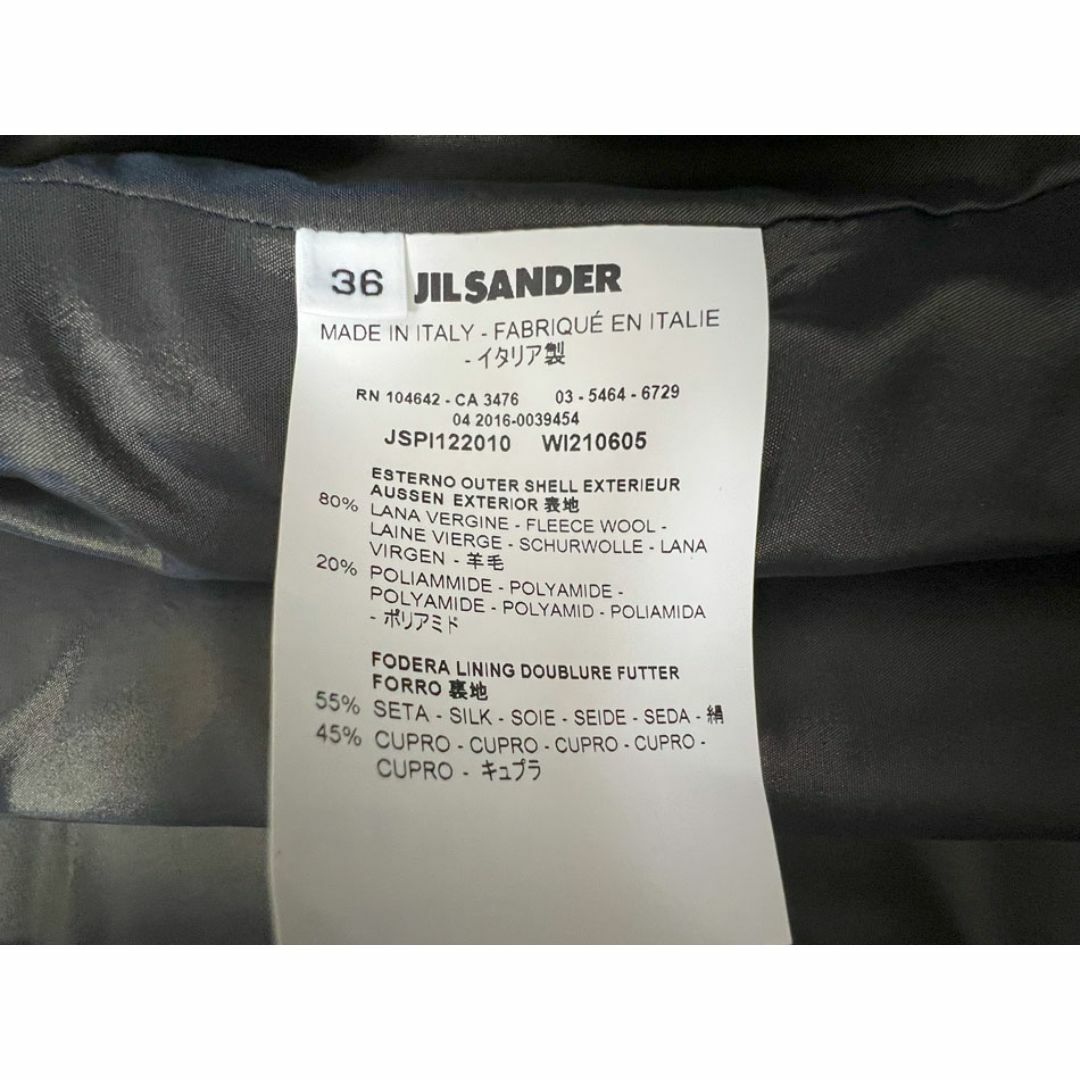 36 JIL SANDER
MADE IN ITALY - FABRIQUÉ EN ITALIE
- イタリア製
RN 104642 - CA 3476 03 - 5464 - 6729
04 2016-0039454
JSPI122010 WI210605
ESTERNO OUTER SHELL EXTERIEUR
AUSSEN EXTERIOR 表地
80% LANA VERGINE - FLEECE WOOL -
LAINE VIERGE - SCHURWOLLE - LANA
VIRGEN - 羊毛
20% POLIAMMIDE - POLYAMIDE -
POLYAMIDE - POLYAMID - POLIAMIDA
- ポリアミド
FODERA LINING DOUBLURE FUTTER
FORRO 裏地
55% SETA - SILK - SOIE - SEIDE - SEDA - 絹
45% CUPRO - CUPRO - CUPRO - CUPRO -
CUPRO - キュプラ